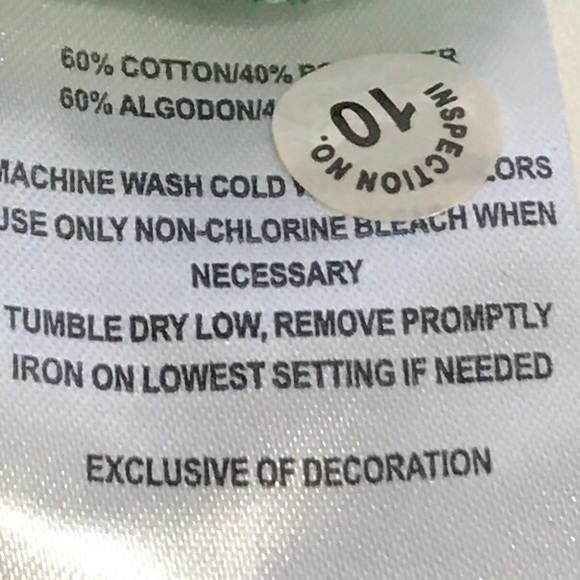 60% COTTON/40%
60% ALGODON/4
INSPECTION NO.
10
MACHINE WASH COLD
LORS
USE ONLY NON-CHLORINE BLEACH WHEN
NECESSARY
TUMBLE DRY LOW, REMOVE PROMPTLY
IRON ON LOWEST SETTING IF NEEDED
EXCLUSIVE OF DECORATION